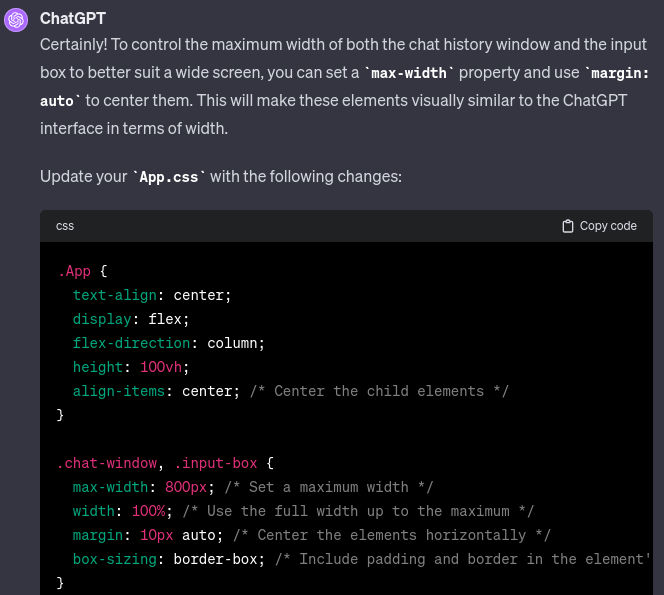 ChatGPT
Certainly! To control the maximum width of both the chat history window and the input
box to better suit a wide screen, you can set a `max-width` property and use `margin:
auto` to center them. This will make these elements visually similar to the ChatGPT
interface in terms of width.
Update your `App.css` with the following changes:
css Copy code
.App {
  text-align: center;
  display: flex;
  flex-direction: column;
  height: 100vh;
  align-items: center; /* Center the child elements */
}
.chat-window, .input-box {
  max-width: 800px; /* Set a maximum width */
  width: 100%; /* Use the full width up to the maximum */
  margin: 10px auto; /* Center the elements horizontally */
  box-sizing: border-box; /* Include padding and border in the element'
}